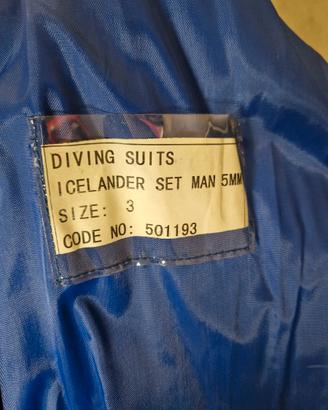 DIVING SUITS
ICELANDER SET MAN 5MM
SIZE: 3
CODE NO: 501193